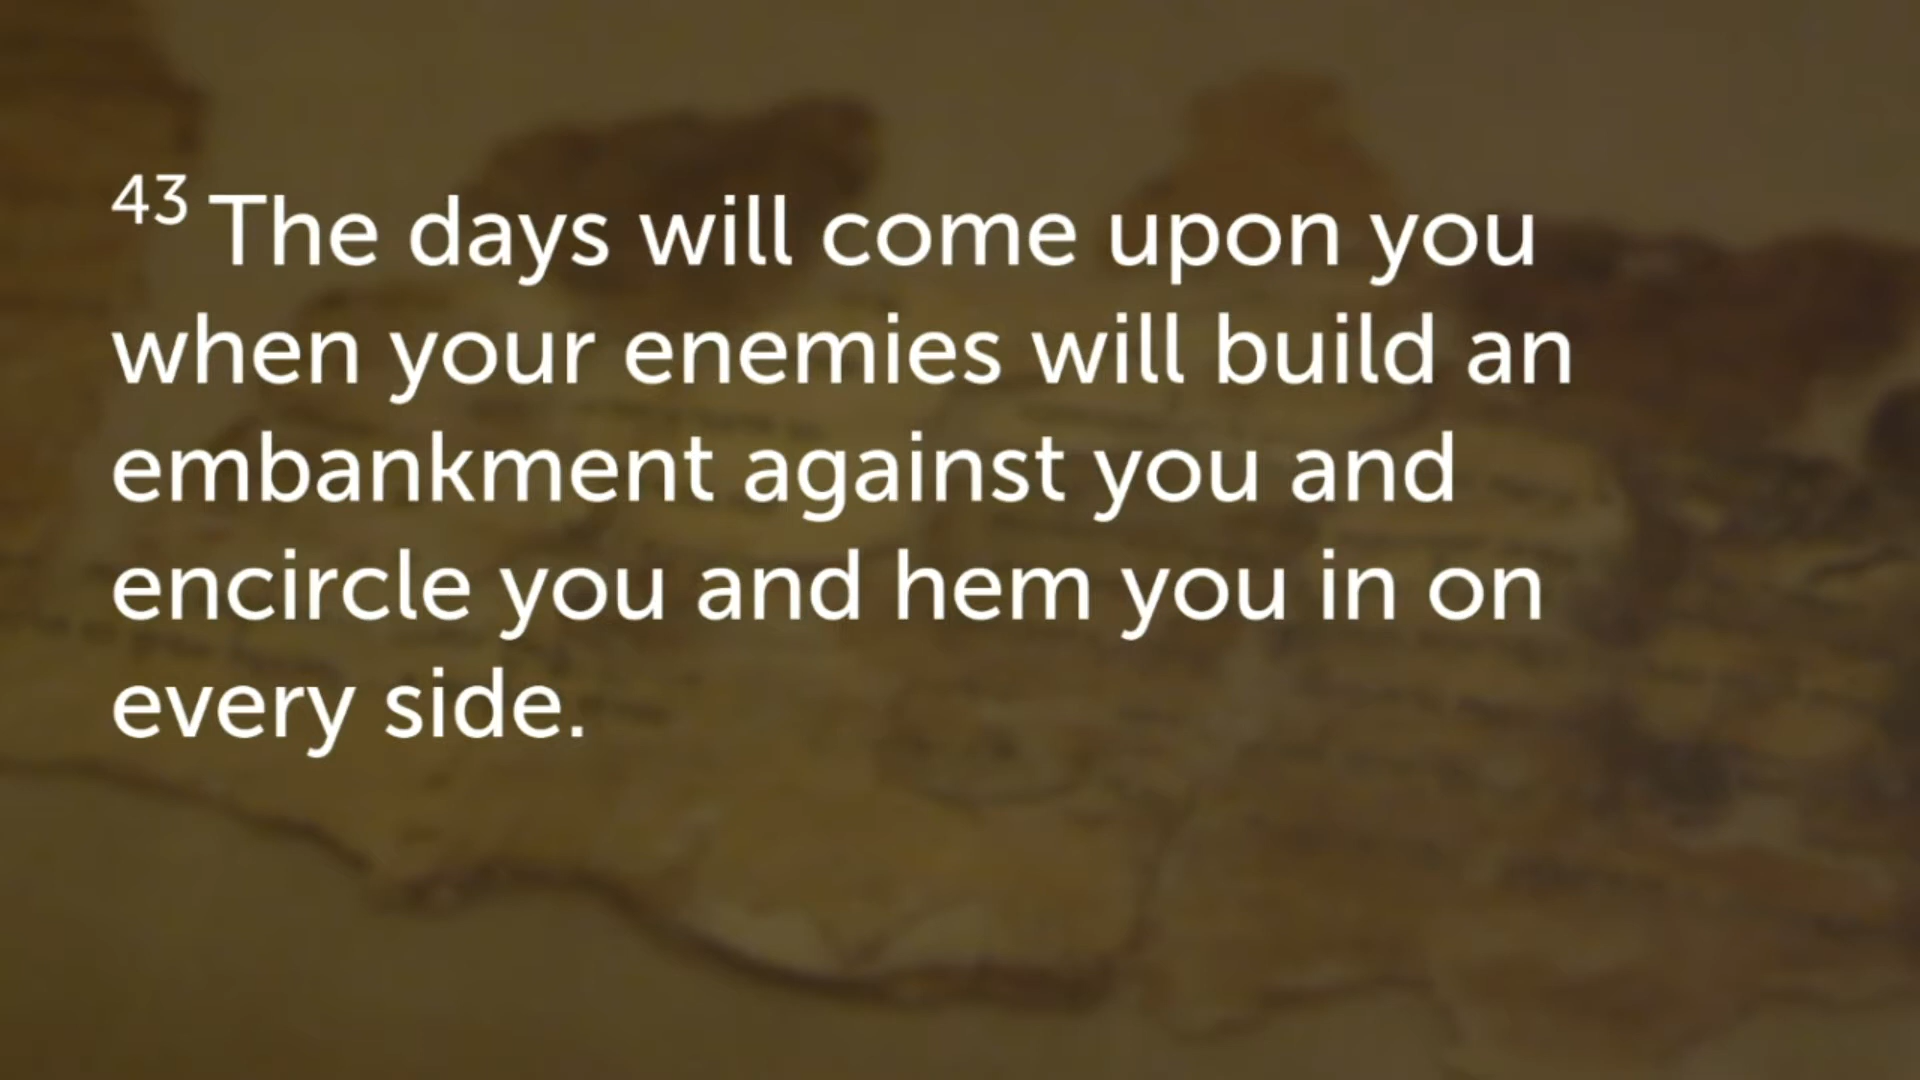 43 The days will come upon you
when your enemies will build an
embankment against you and
encircle you and hem you in on
every side.